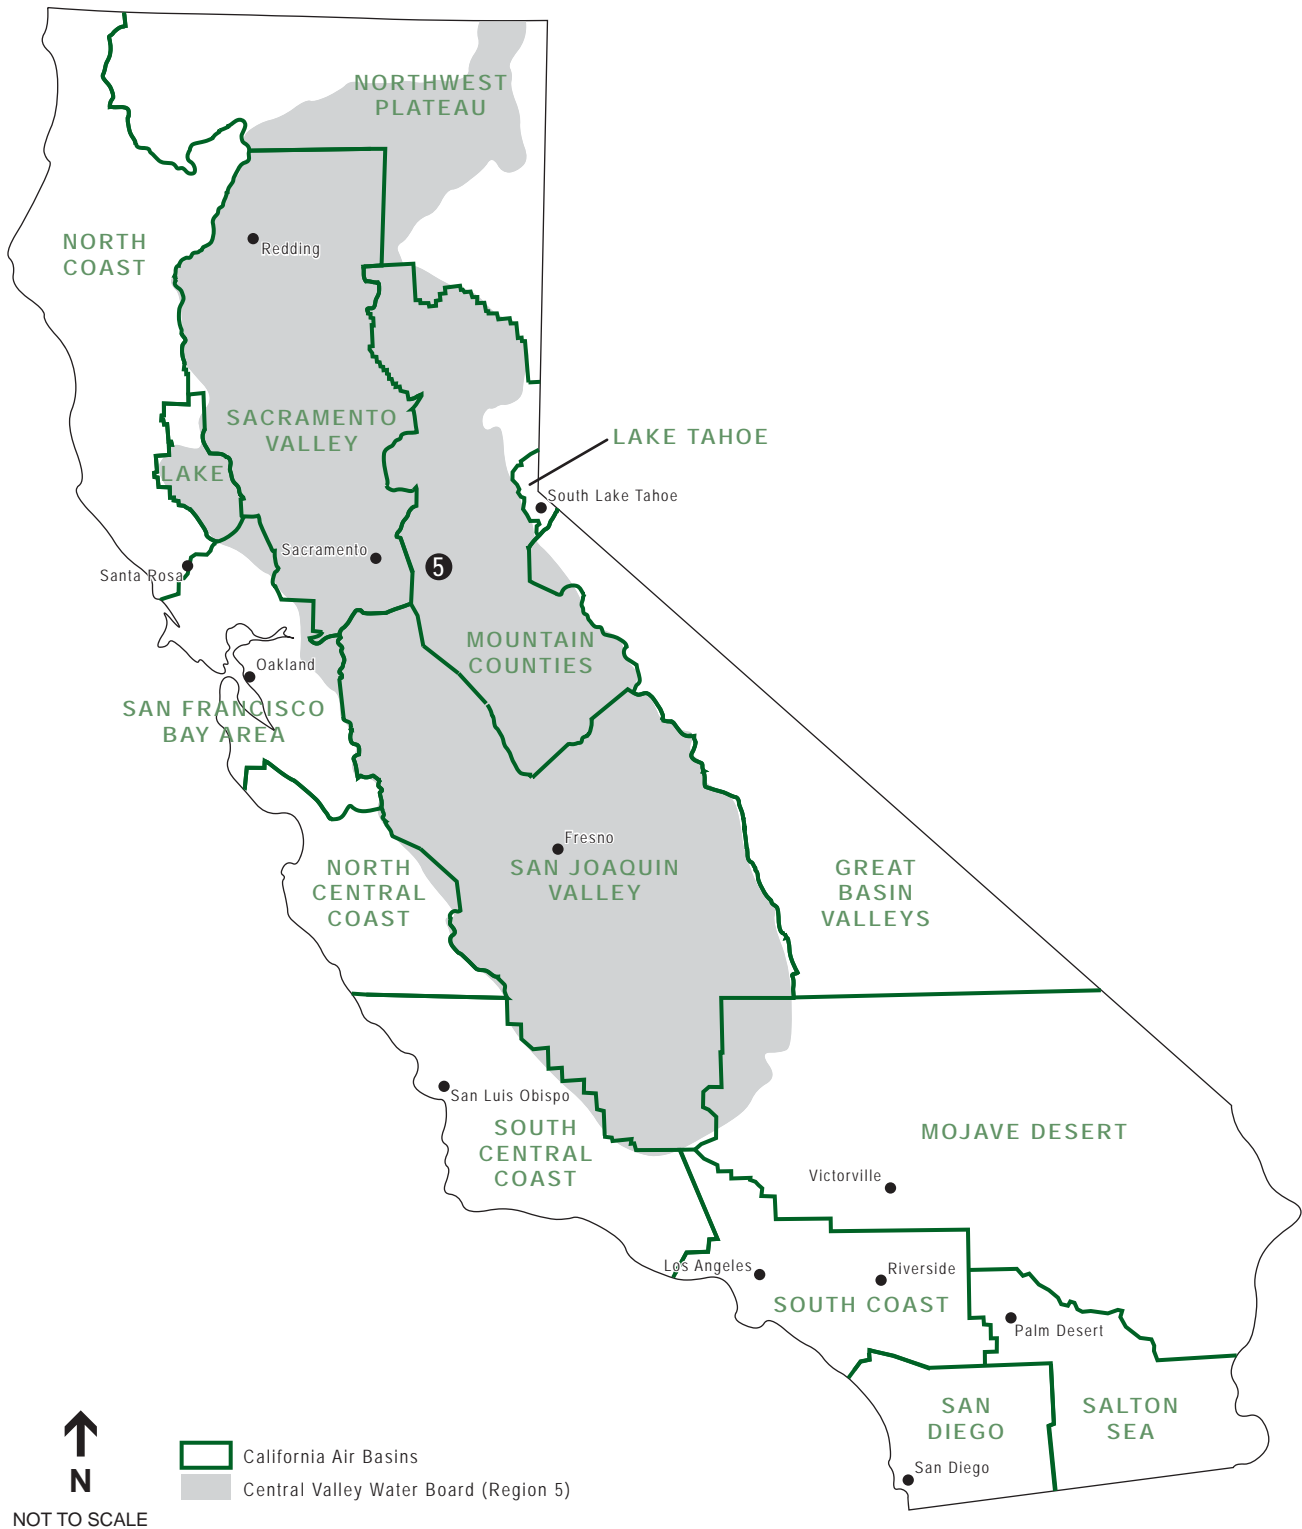 NORTHWEST
PLATEAU
NORTH
COAST
Redding
SACRAMENTO
VALLEY
LAKE TAHOE
LAKE
South Lake Tahoe
Sacramento
5
Santa Rosa
MOUNTAIN
COUNTIES
Oakland
SAN FRANCISCO
BAY AREA
Fresno
NORTH
CENTRAL
COAST
SAN JOAQUIN
VALLEY
GREAT
BASIN
VALLEYS
San Luis Obispo
SOUTH
CENTRAL
COAST
MOJAVE DESERT
Victorville
Los Angeles
Riverside
SOUTH COAST
Palm Desert
SAN
DIEGO
SALTON
SEA
San Diego
N
NOT TO SCALE
California Air Basins
Central Valley Water Board (Region 5)